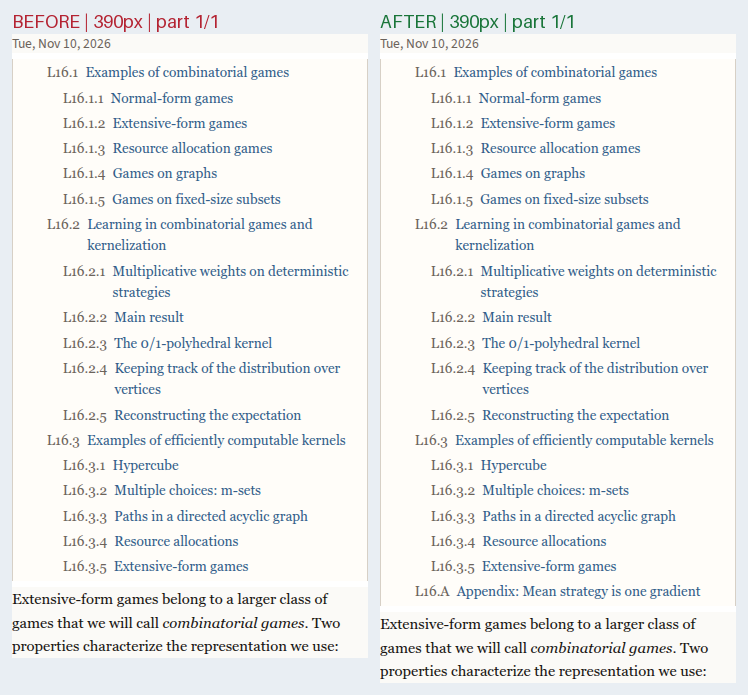 BEFORE | 390px | part 1/1
Tue, Nov 10, 2026
L16.1 Examples of combinatorial games
L16.1.1 Normal-form games
L16.1.2 Extensive-form games
L16.1.3 Resource allocation games
L16.1.4 Games on graphs
L16.1.5 Games on fixed-size subsets
L16.2 Learning in combinatorial games and
kernelization
L16.2.1 Multiplicative weights on deterministic
strategies
L16.2.2 Main result
L16.2.3 The 0/1-polyhedral kernel
L16.2.4 Keeping track of the distribution over
vertices
L16.2.5 Reconstructing the expectation
L16.3 Examples of efficiently computable kernels
L16.3.1 Hypercube
L16.3.2 Multiple choices: m-sets
L16.3.3 Paths in a directed acyclic graph
L16.3.4 Resource allocations
L16.3.5 Extensive-form games
Extensive-form games belong to a larger class of
games that we will call combinatorial games. Two
properties characterize the representation we use:
AFTER | 390px | part 1/1
Tue, Nov 10, 2026
L16.1 Examples of combinatorial games
L16.1.1 Normal-form games
L16.1.2 Extensive-form games
L16.1.3 Resource allocation games
L16.1.4 Games on graphs
L16.1.5 Games on fixed-size subsets
L16.2 Learning in combinatorial games and
kernelization
L16.2.1 Multiplicative weights on deterministic
strategies
L16.2.2 Main result
L16.2.3 The 0/1-polyhedral kernel
L16.2.4 Keeping track of the distribution over
vertices
L16.2.5 Reconstructing the expectation
L16.3 Examples of efficiently computable kernels
L16.3.1 Hypercube
L16.3.2 Multiple choices: m-sets
L16.3.3 Paths in a directed acyclic graph
L16.3.4 Resource allocations
L16.3.5 Extensive-form games
L16.A Appendix: Mean strategy is one gradient
Extensive-form games belong to a larger class of
games that we will call combinatorial games. Two
properties characterize the representation we use: